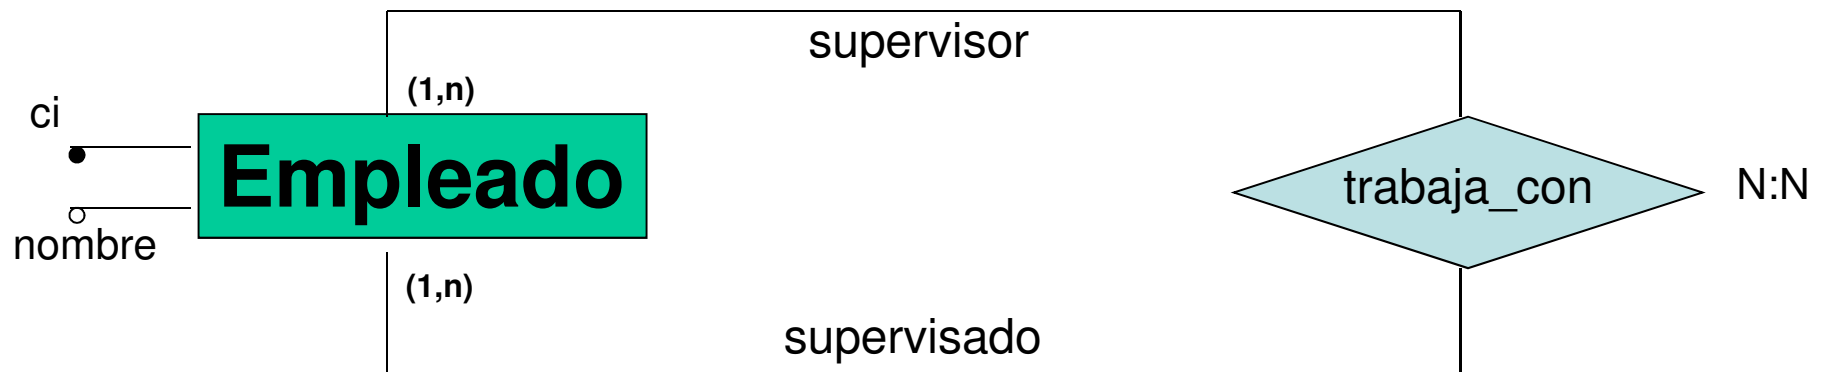 supervisor
(1,n)
ci
Empleado
trabaja_con
N:N
nombre
(1,n)
supervisado